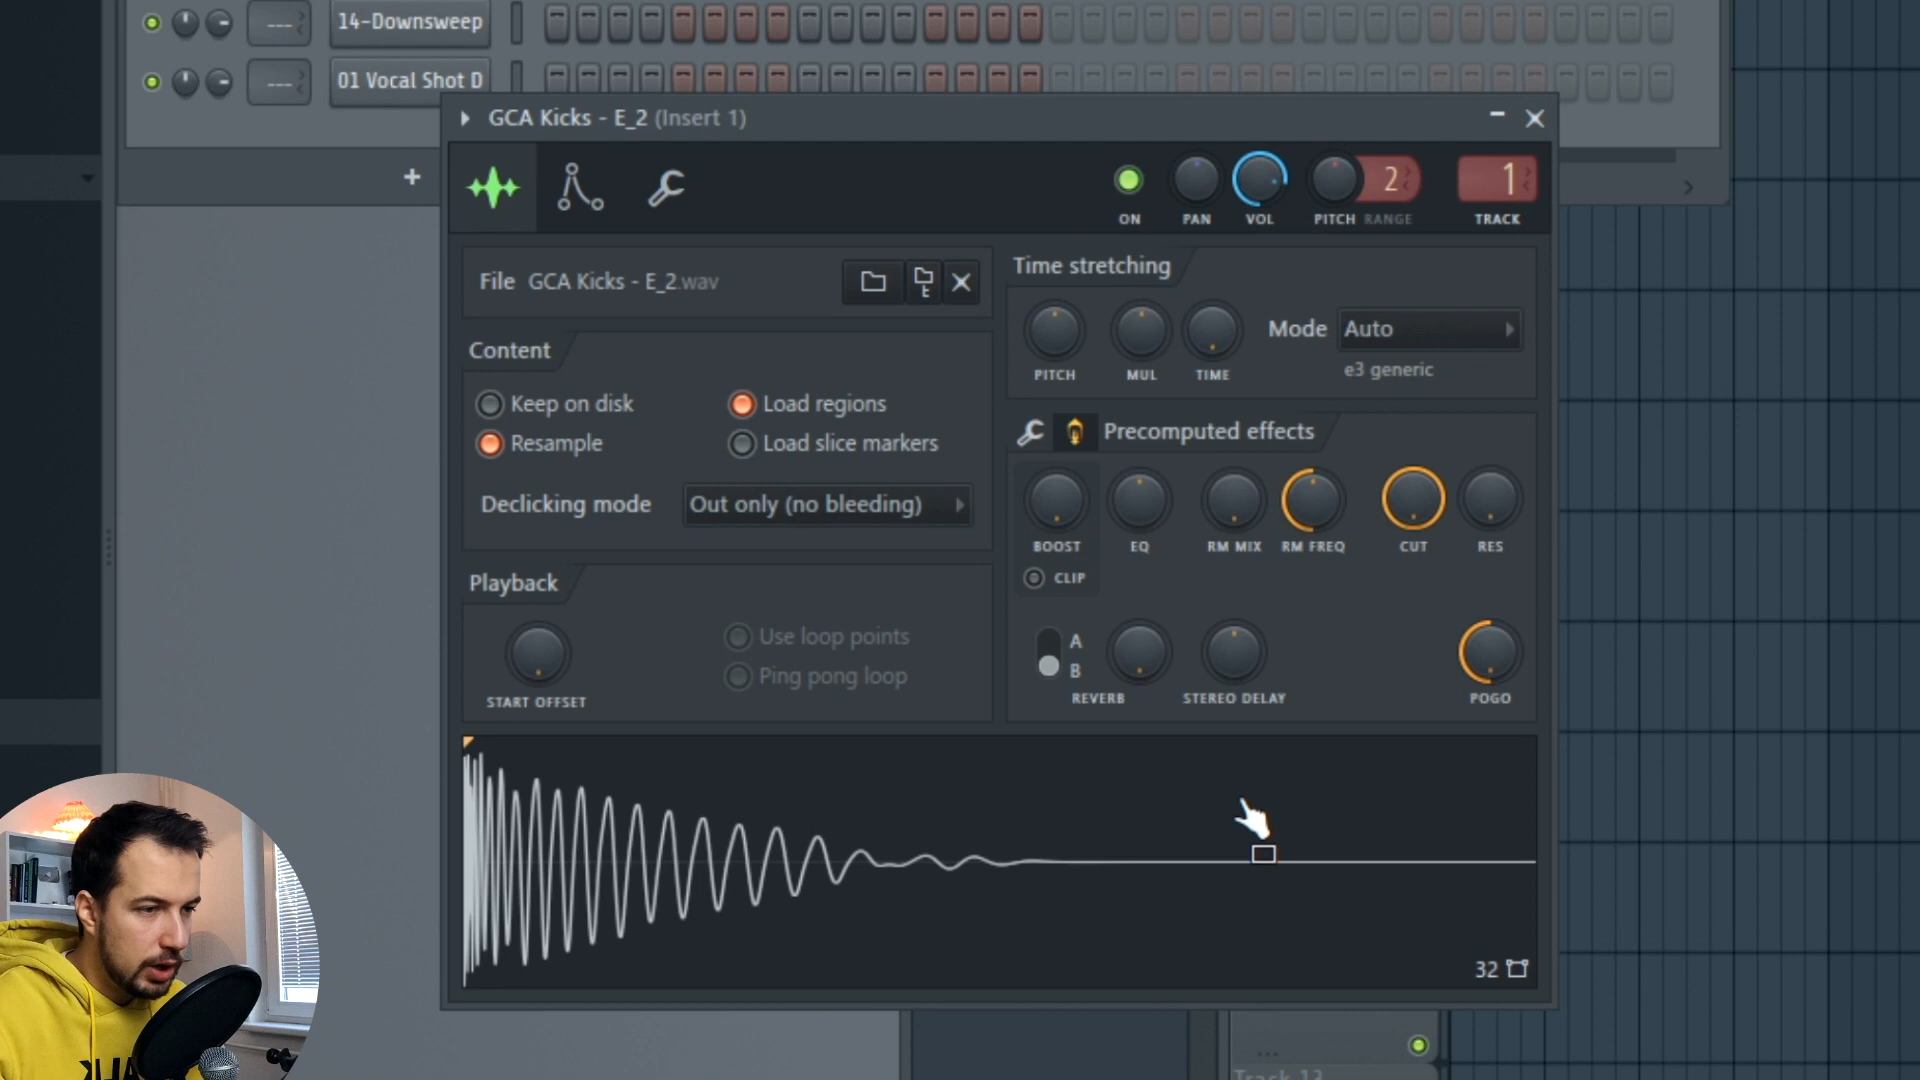 14-Downsweep
01 Vocal Shot D
GCA Kicks - E_2 (Insert 1)
2
1
ON
PAN
VOL
PITCH
RANGE
TRACK
File GCA Kicks - E_2.wav
Time stretching
PITCH
MUL
TIME
Mode Auto
e3 generic
Content
Keep on disk
Load regions
Resample
Load slice markers
Declicking mode Out only (no bleeding)
Precomputed effects
BOOST
EQ
RM MIX
RM FREQ
CUT
RES
CLIP
Playback
START OFFSET
Use loop points
Ping pong loop
A
B
REVERB
STEREO DELAY
POGO
32
Track 13